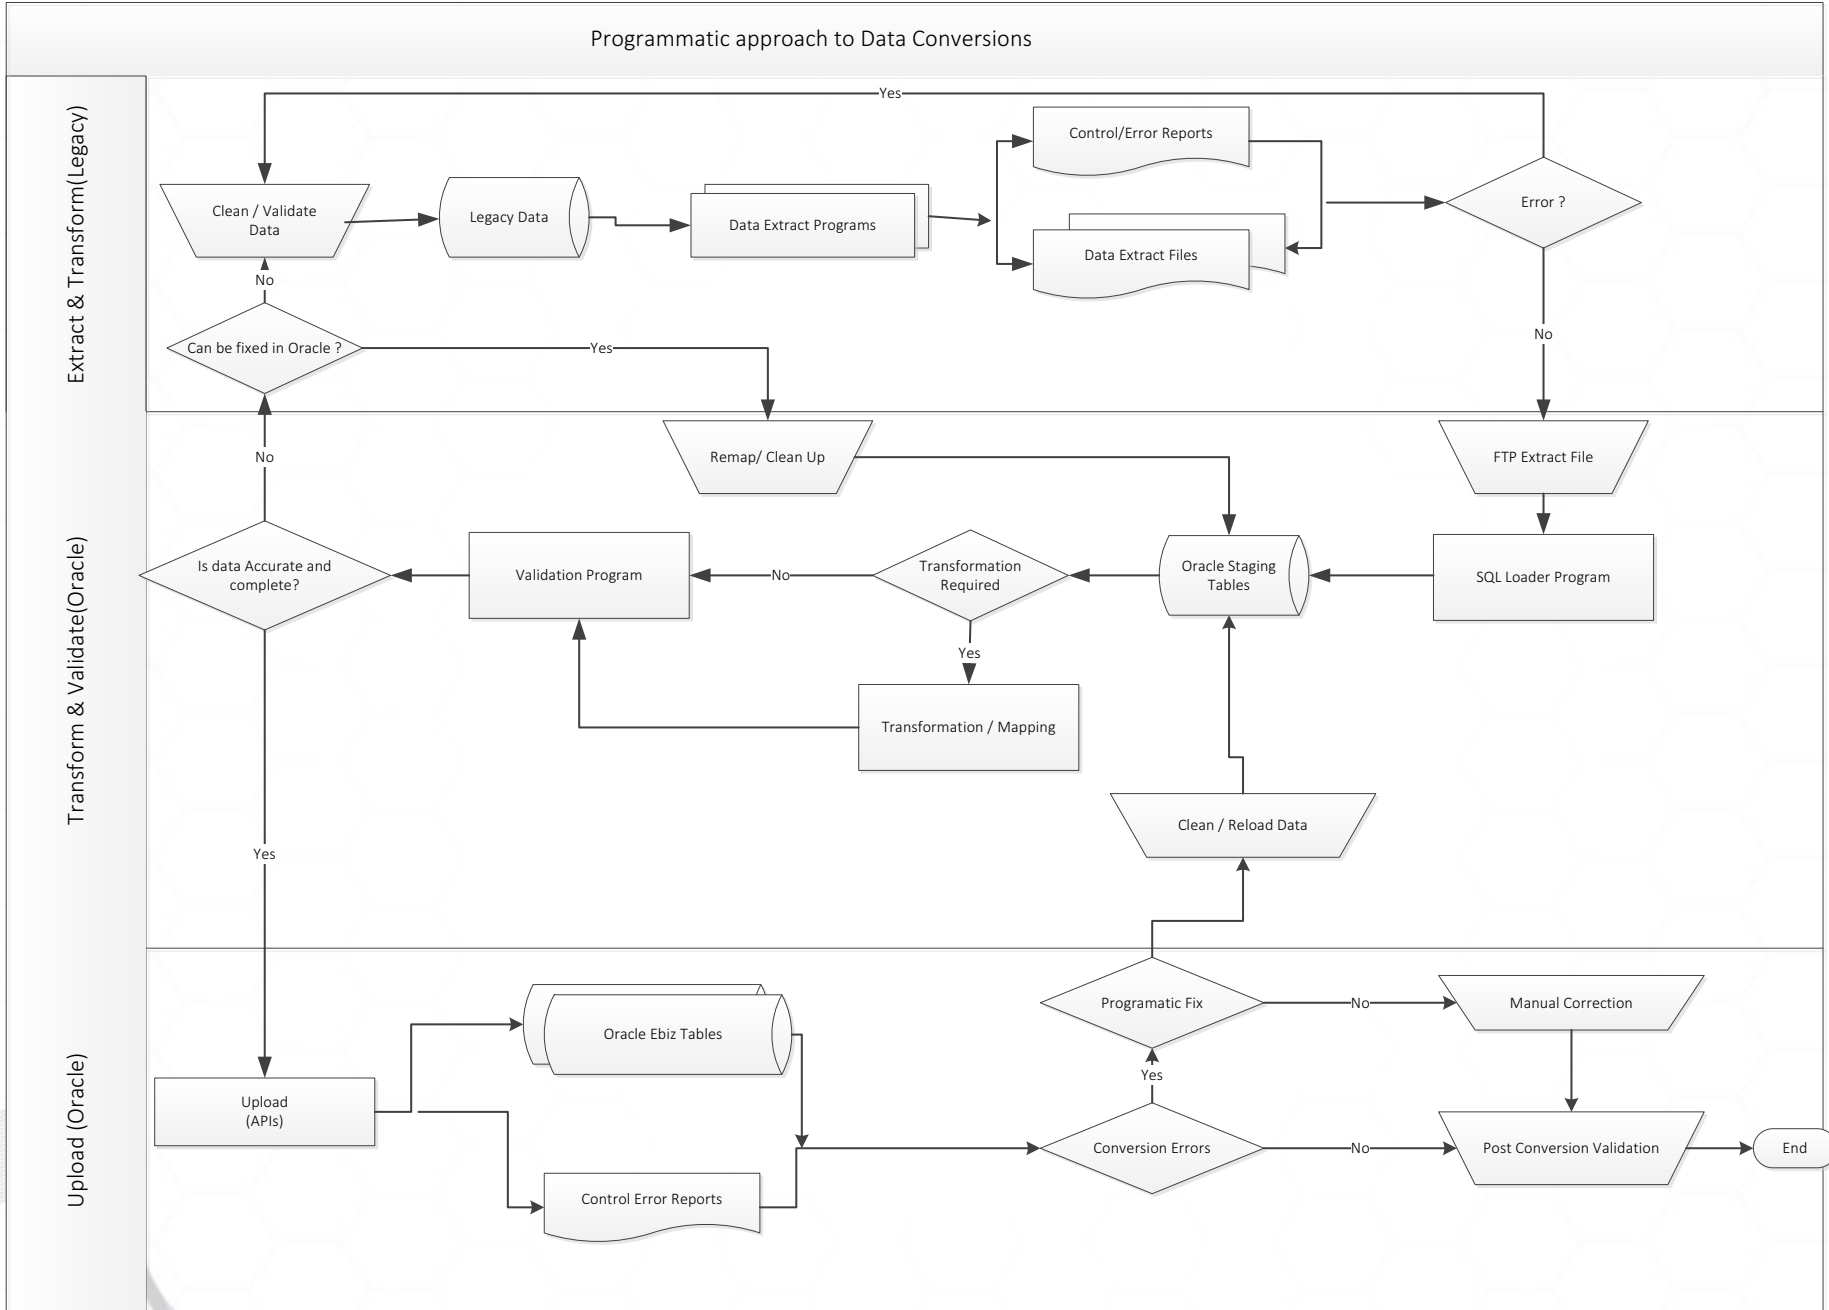 Programmatic approach to Data Conversions
Extract & Transform(Legacy)
Yes
Control/Error Reports
Clean / Validate
Data
Legacy Data
Data Extract Programs
Error ?
Data Extract Files
No
Can be fixed in Oracle ?
Yes
No
Transform & Validate(Oracle)
No
Remap/ Clean Up
FTP Extract File
Is data Accurate and
complete?
Validation Program
No
Transformation
Required
Oracle Staging
Tables
SQL Loader Program
Yes
Transformation / Mapping
Clean / Reload Data
Yes
Upload (Oracle)
Programatic Fix
No
Manual Correction
Oracle Ebiz Tables
Yes
Upload
(APIs)
Conversion Errors
No
Post Conversion Validation
End
Control Error Reports